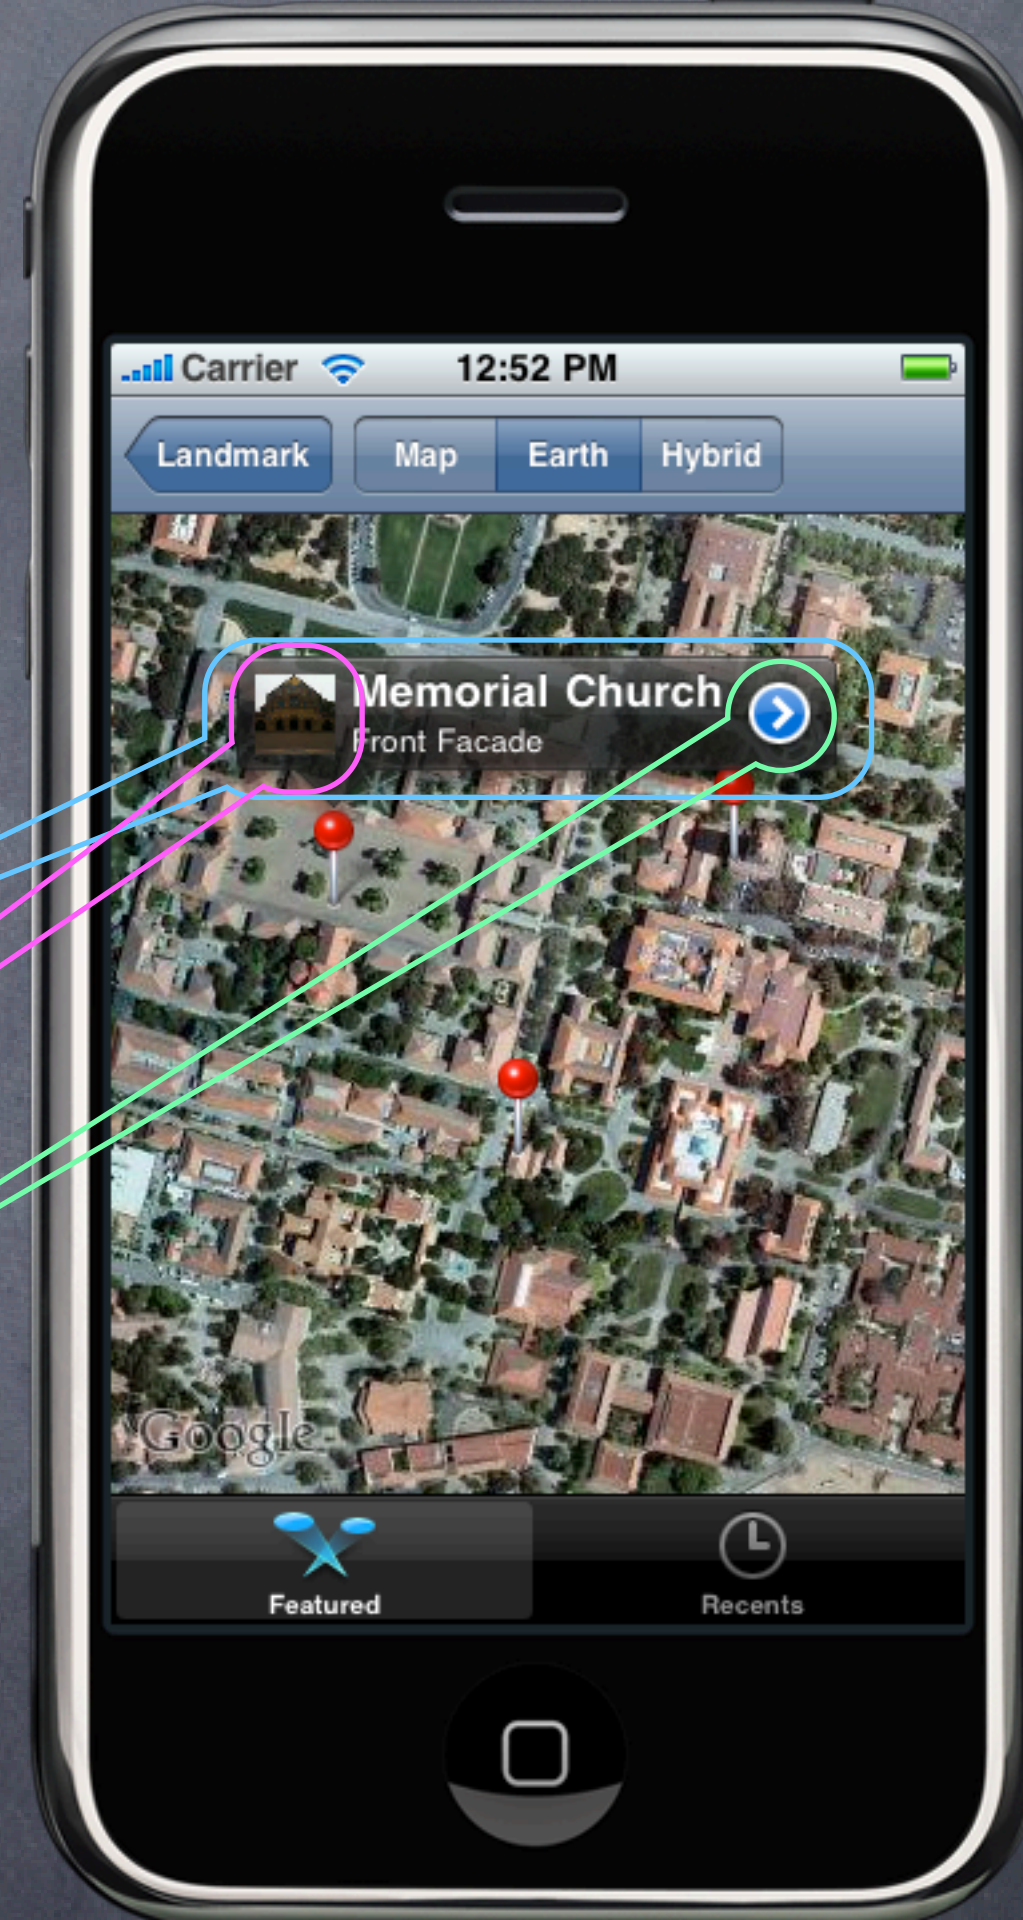 Carrier 12:52 PM
Landmark Map Earth Hybrid
Memorial Church
Front Facade
Google
Featured Recents